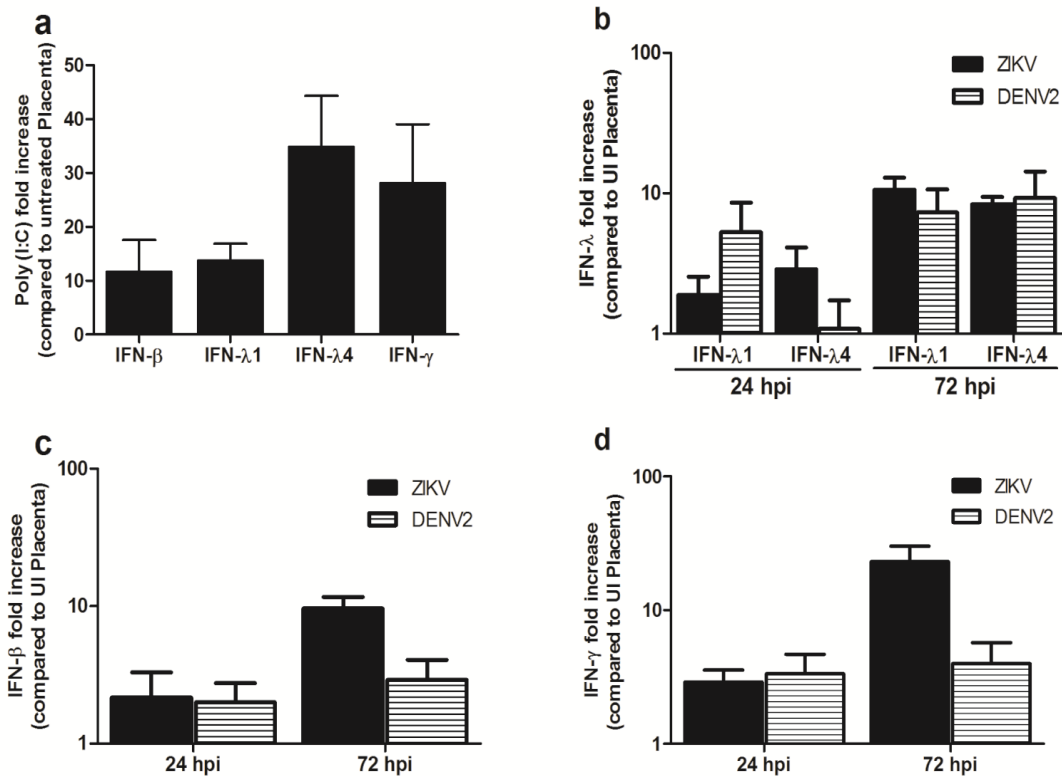 a
Poly (I:C) fold increase
(compared to untreated Placenta)
50
40
30
20
10
0
IFN-β IFN-λ1 IFN-λ4 IFN-γ
b
IFN-λ fold increase
(compared to UI Placenta)
100
10
1
ZIKV
DENV2
IFN-λ1 IFN-λ4 IFN-λ1 IFN-λ4
24 hpi 72 hpi
c
IFN-β fold increase
(compared to UI Placenta)
100
10
1
ZIKV
DENV2
24 hpi 72 hpi
d
IFN-γ fold increase
(compared to UI Placenta)
100
10
1
ZIKV
DENV2
24 hpi 72 hpi